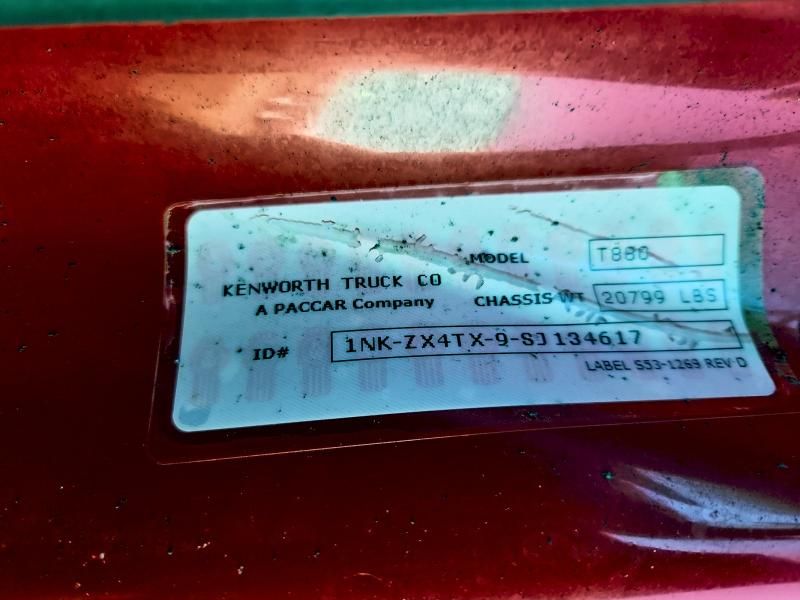 MODEL T880
KENWORTH TRUCK CO
A PACCAR Company
CHASSIS WT 20799 LBS
ID# 1NK-ZX4TX-9-SJ134617
LABEL S53-1269 REV D